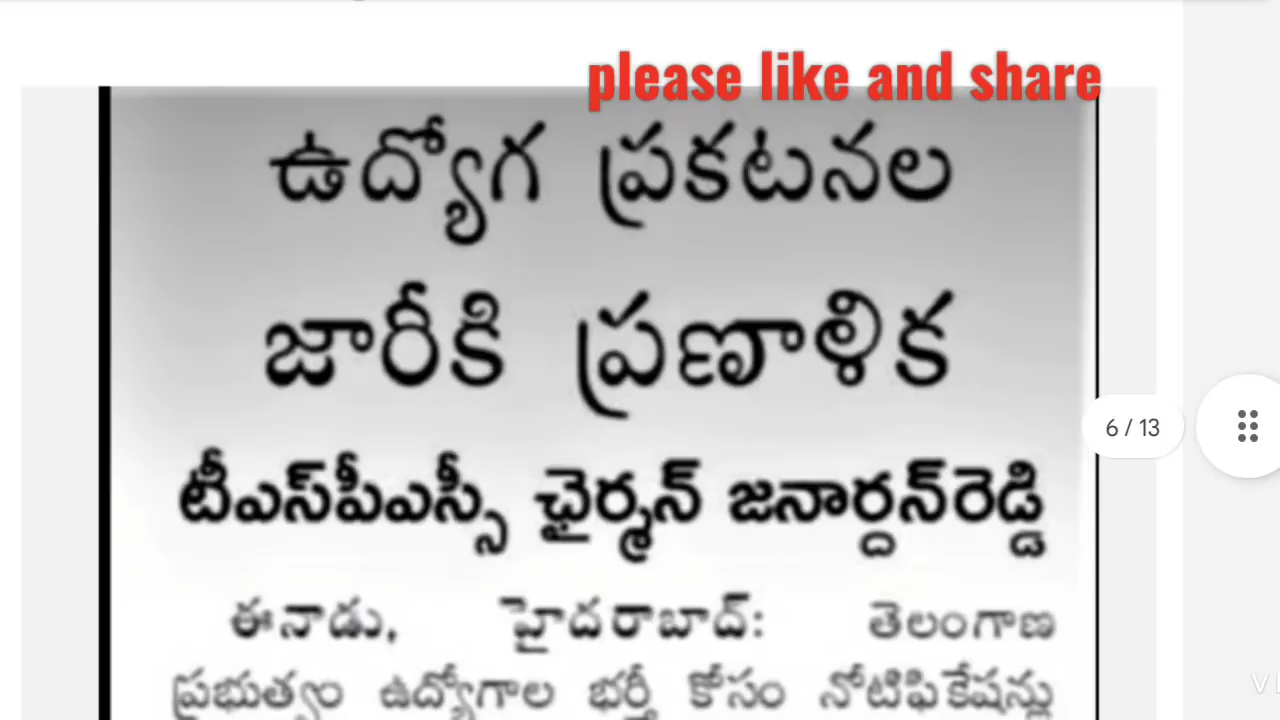 please like and share
ఉద్యోగ ప్రకటనల
జారీకి ప్రణాళిక
6 / 13
టీఎస్‌పీఎస్సీ ఛైర్మన్ జనార్దన్‌రెడ్డి
ఈనాడు, హైదరాబాద్: తెలంగాణ
ప్రభుత్వం ఉద్యోగాల భర్తీ కోసం నోటిఫికేషన్లు